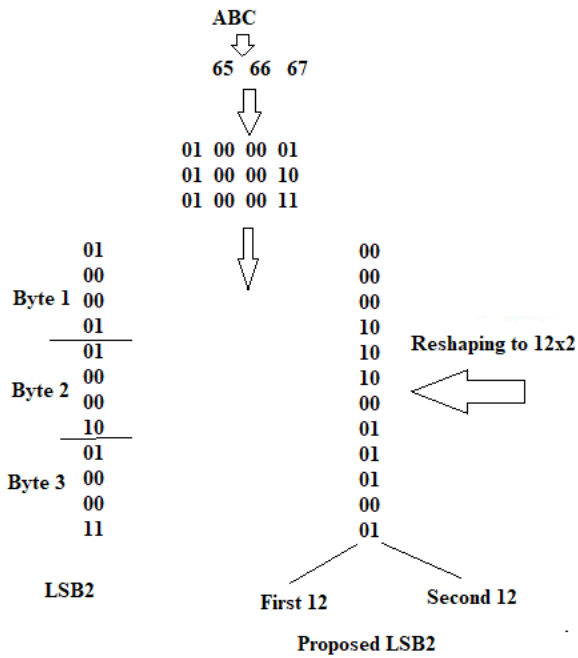 ABC
65 66 67
01 00 00 01
01 00 00 10
01 00 00 11
01
00
Byte 1 00
01
01
00
Byte 2 00
10
01
Byte 3 00
00
11
LSB2
00
00
00
10
10
10
00
01
01
01
00
01
Reshaping to 12x2
First 12
Second 12
Proposed LSB2